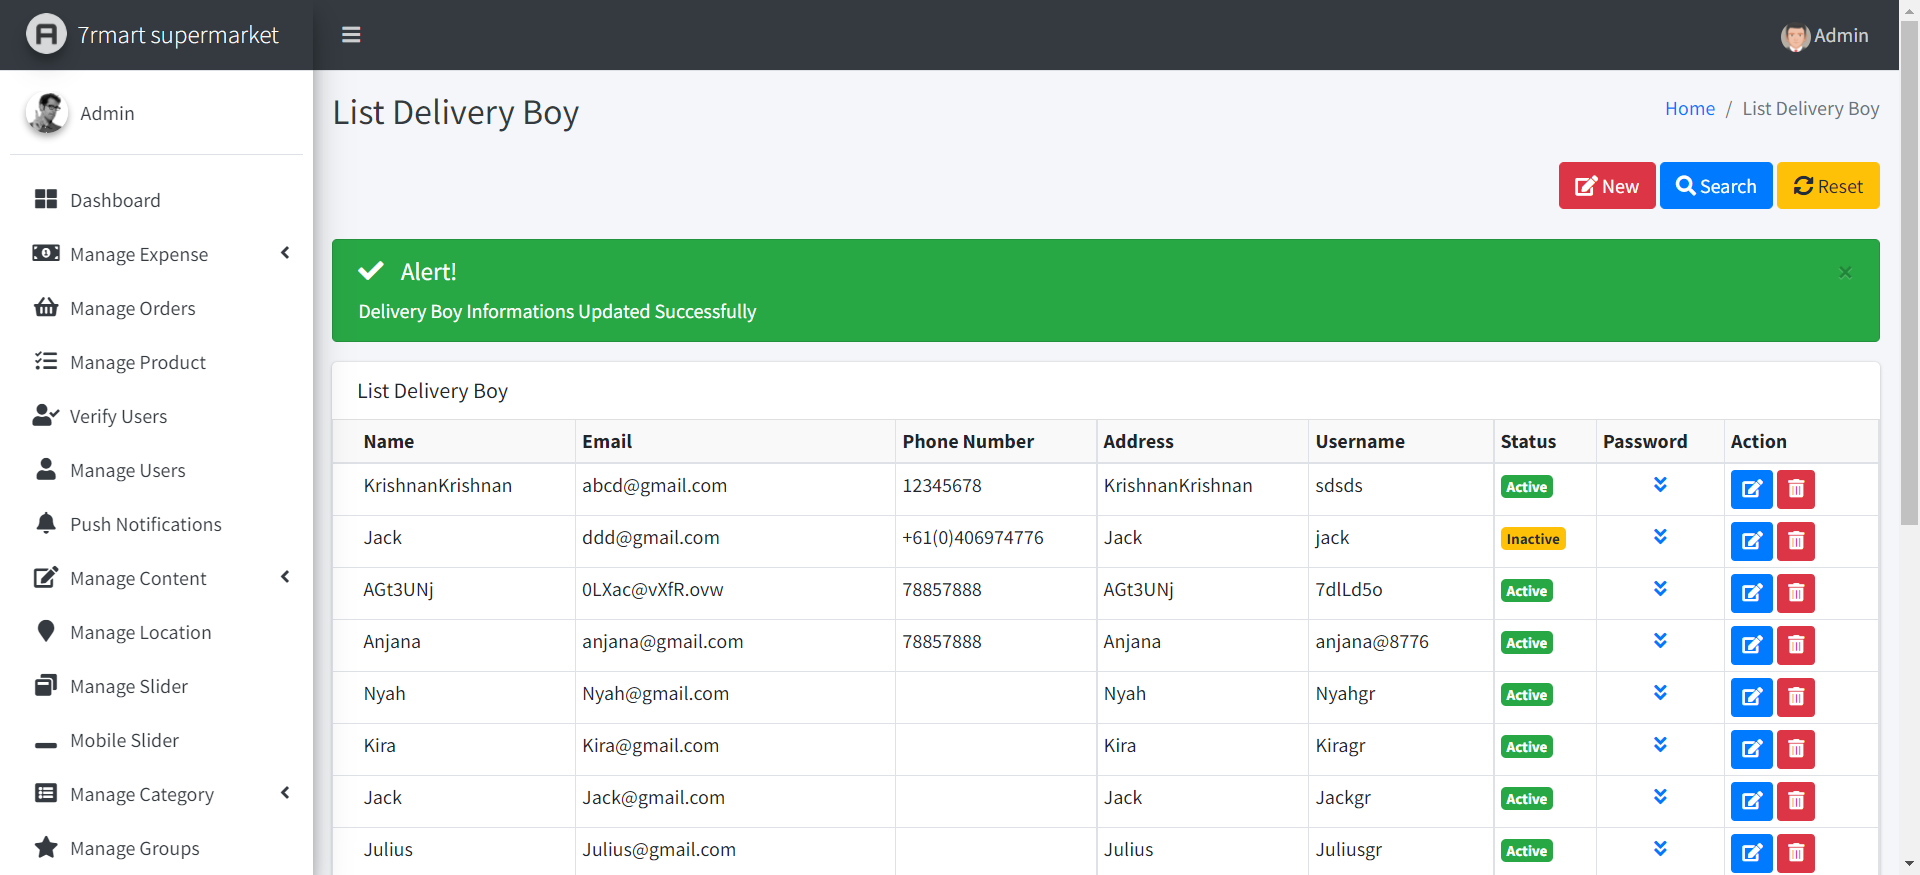 7rmart supermarket
Admin
Admin
Dashboard
Manage Expense
Manage Orders
Manage Product
Verify Users
Manage Users
Push Notifications
Manage Content
Manage Location
Manage Slider
Mobile Slider
Manage Category
Manage Groups
List Delivery Boy
Home / List Delivery Boy
New Search Reset
Alert!
×
Delivery Boy Informations Updated Successfully
List Delivery Boy
Name Email Phone Number Address Username Status Password Action
KrishnanKrishnan abcd@gmail.com 12345678 KrishnanKrishnan sdsds Active
Jack ddd@gmail.com +61(0)406974776 Jack jack Inactive
AGt3UNj 0LXac@vXfR.ovw 78857888 AGt3UNj 7dlLd5o Active
Anjana anjana@gmail.com 78857888 Anjana anjana@8776 Active
Nyah Nyah@gmail.com Nyah Nyahgr Active
Kira Kira@gmail.com Kira Kiragr Active
Jack Jack@gmail.com Jack Jackgr Active
Julius Julius@gmail.com Julius Juliusgr Active